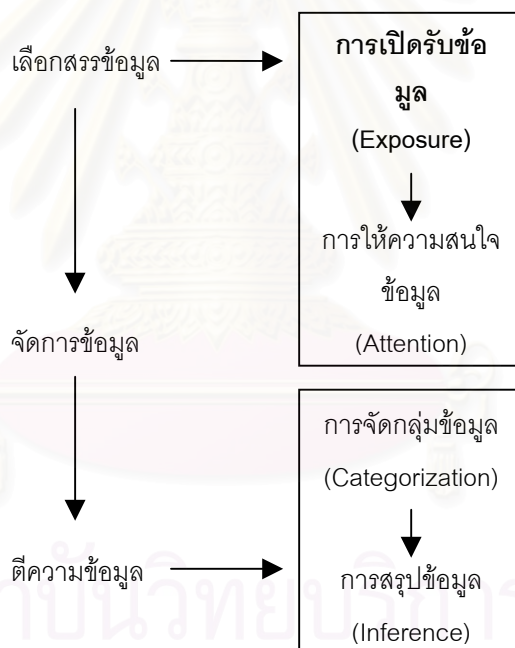 เลือกสรรข้อมูล
การเปิดรับข้อ
มูล
(Exposure)
การให้ความสนใจ
ข้อมูล
(Attention)
จัดการข้อมูล
การจัดกลุ่มข้อมูล
(Categorization)
ตีความข้อมูล
การสรุปข้อมูล
(Inference)